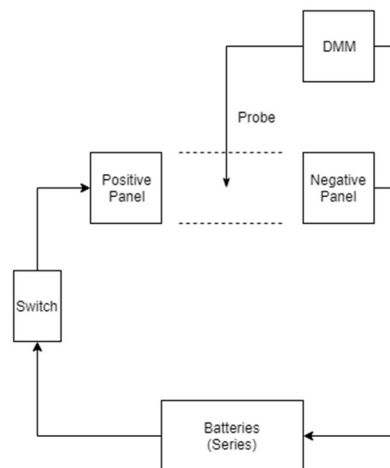 DMM
Probe
Positive
Panel
Negative
Panel
Switch
Batteries
(Series)